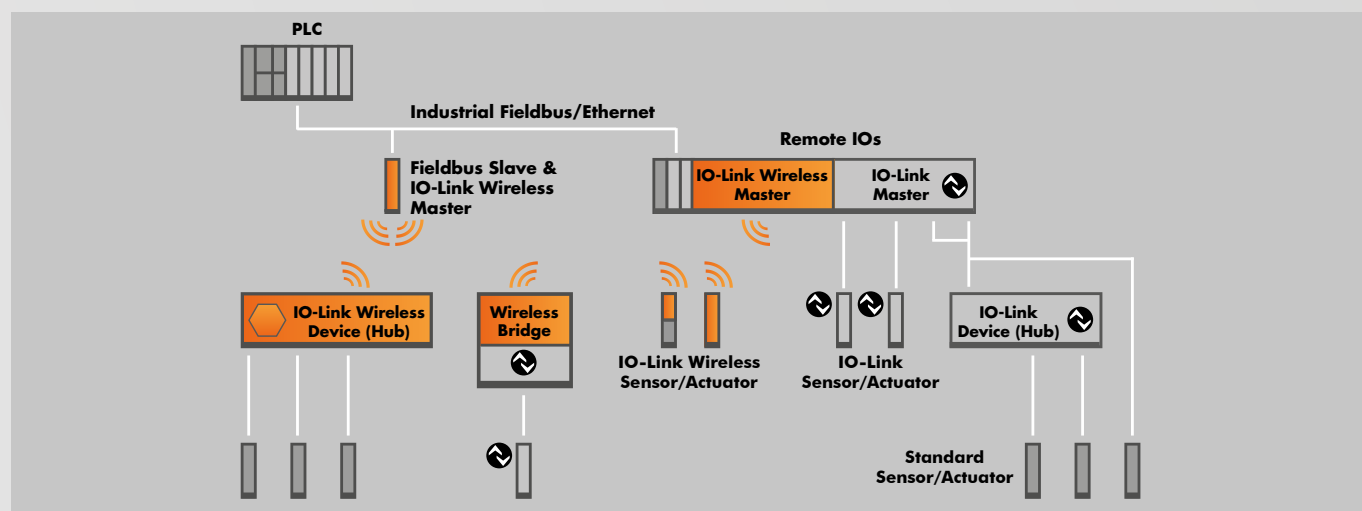 PLC
Industrial Fieldbus/Ethernet
Remote IOs
Fieldbus Slave &
IO-Link Wireless
Master
IO-Link Wireless
Master
IO-Link
Master
IO-Link Wireless
Device (Hub)
Wireless
Bridge
IO-Link Wireless
Sensor/Actuator
IO-Link
Sensor/Actuator
IO-Link
Device (Hub)
Standard
Sensor/Actuator